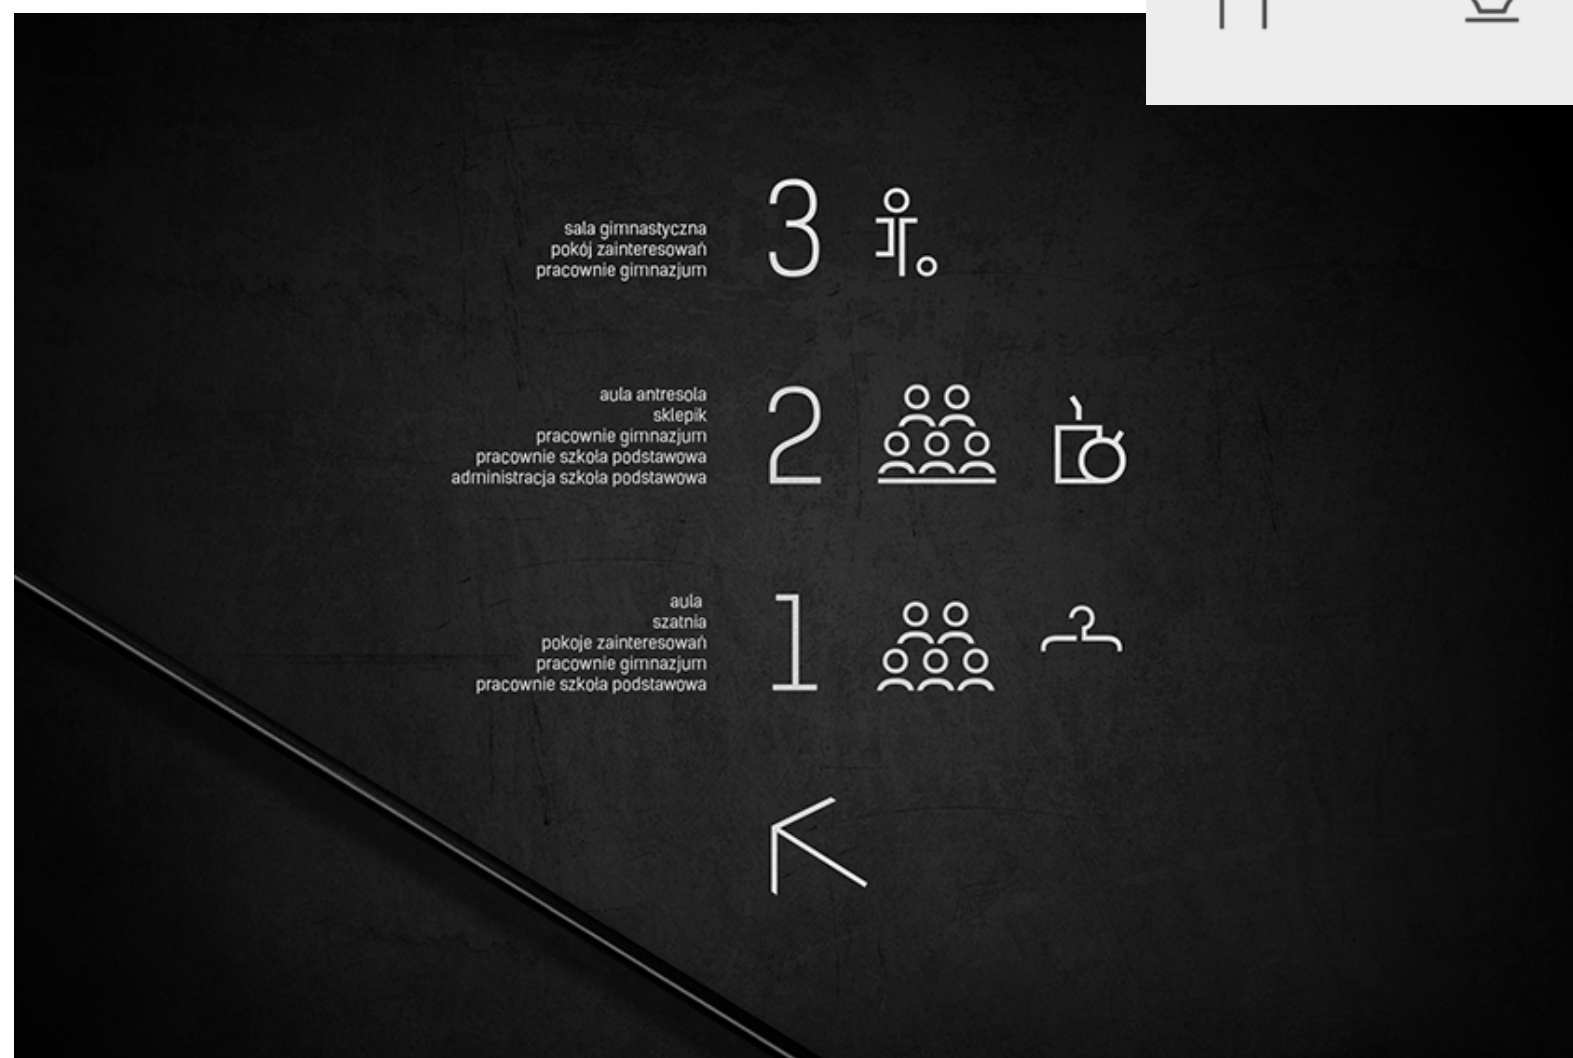 sala gimnastyczna
pokój zainteresowań
pracownie gimnazjum
3
aula antresola
sklepik
pracownie gimnazjum
pracownie szkoła podstawowa
administracja szkoła podstawowa
2
aula
szatnia
pokoje zainteresowań
pracownie gimnazjum
pracownie szkoła podstawowa
1